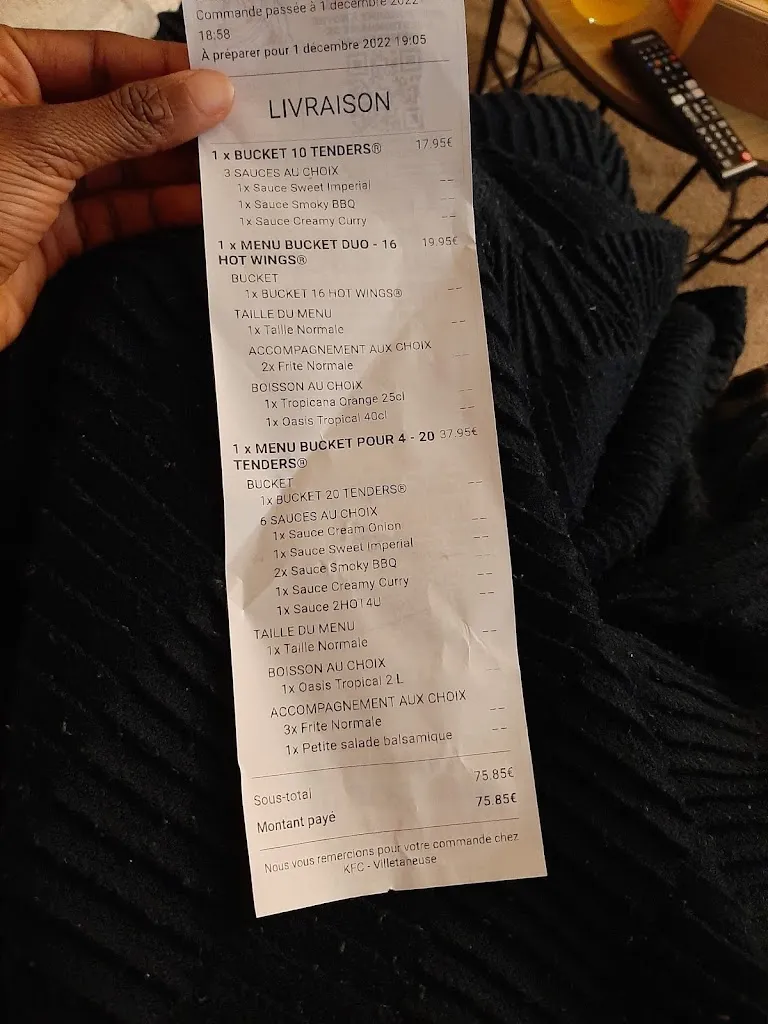 Commande passée à 1 décembre 2022
18:58
À préparer pour 1 décembre 2022 19:05
LIVRAISON
1 x BUCKET 10 TENDERS® 17.95€
3 SAUCES AU CHOIX
1x Sauce Sweet Imperial --
1x Sauce Smoky BBQ --
1x Sauce Creamy Curry --
1 x MENU BUCKET DUO - 16 19.95€
HOT WINGS®
BUCKET
1x BUCKET 16 HOT WINGS® --
TAILLE DU MENU
1x Taille Normale --
ACCOMPAGNEMENT AUX CHOIX
2x Frite Normale --
BOISSON AU CHOIX
1x Tropicana Orange 25cl --
1x Oasis Tropical 40cl --
1 x MENU BUCKET POUR 4 - 20 37.95€
TENDERS®
BUCKET
1x BUCKET 20 TENDERS® --
6 SAUCES AU CHOIX
1x Sauce Cream Onion --
1x Sauce Sweet Imperial --
2x Sauce Smoky BBQ --
1x Sauce Creamy Curry --
1x Sauce 2HOT4U --
TAILLE DU MENU
1x Taille Normale --
BOISSON AU CHOIX
1x Oasis Tropical 2 L --
ACCOMPAGNEMENT AUX CHOIX
3x Frite Normale --
1x Petite salade balsamique --
Sous-total 75.85€
Montant payé 75.85€
Nous vous remercions pour votre commande chez
KFC - Villetaneuse